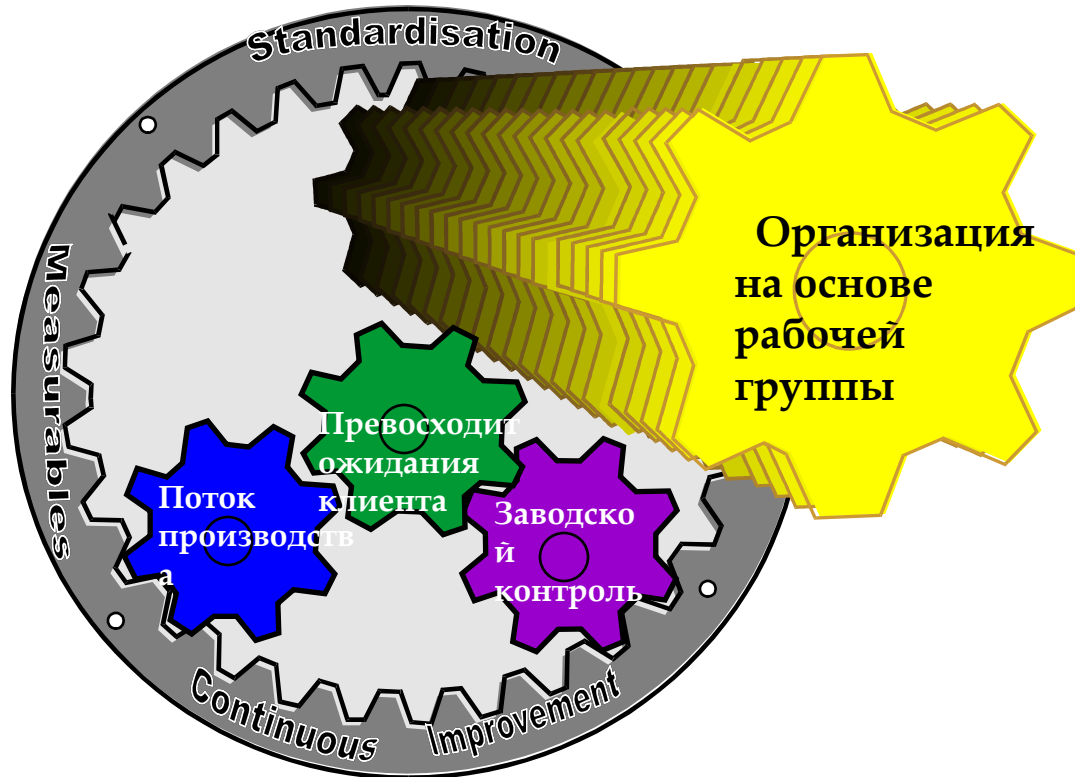 Standardisation
Организация
на основе
рабочей
группы
Measurables
Превосходит
ожидания
клиента
Поток
производств
а
Заводско
й
контроль
Continuous
Improvement